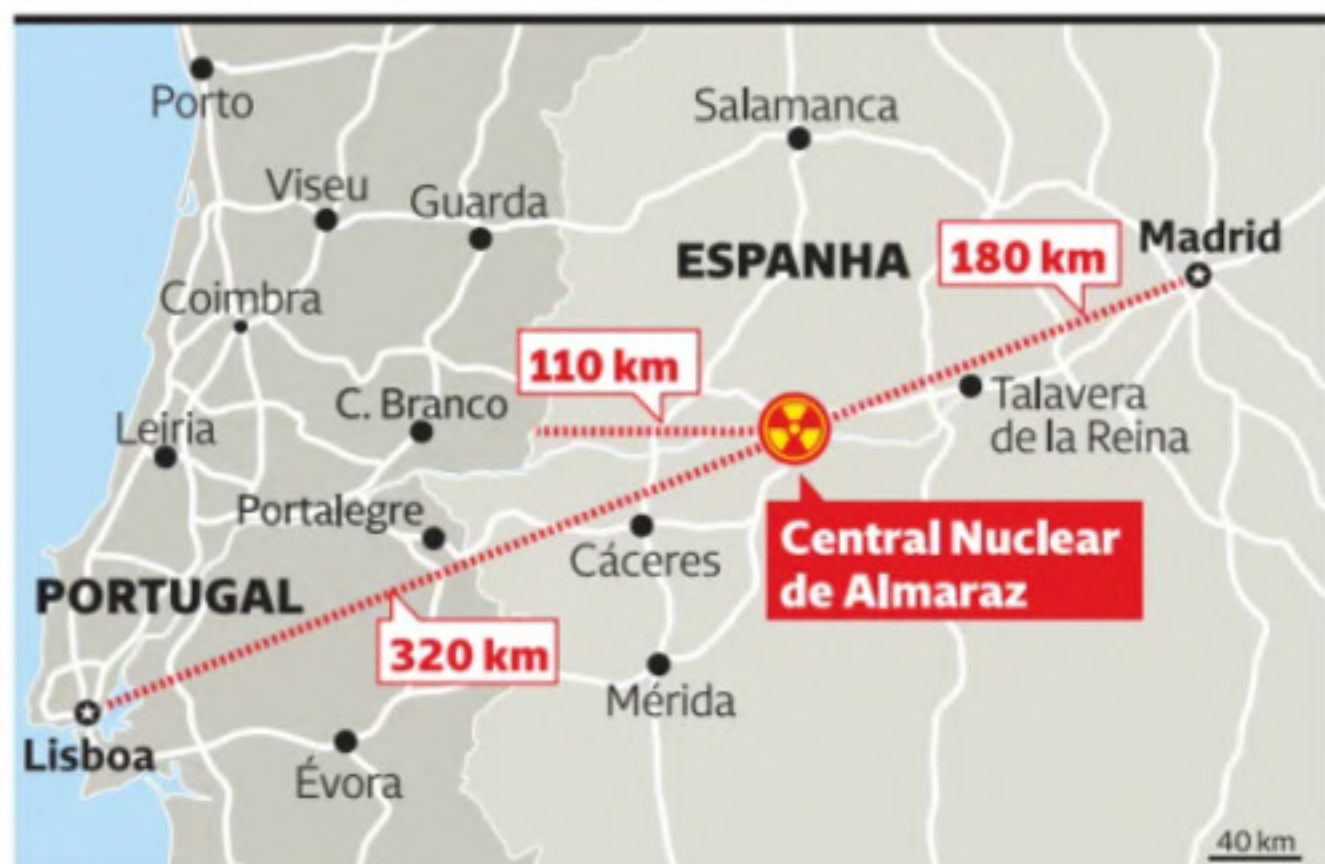 Porto
Salamanca
Viseu
Guarda
Madrid
ESPANHA
180 km
Coimbra
110 km
C. Branco
Talavera
de la Reina
Leiria
Portalegre
Cáceres
Central Nuclear
de Almaraz
PORTUGAL
320 km
Mérida
Lisboa
Évora
40 km